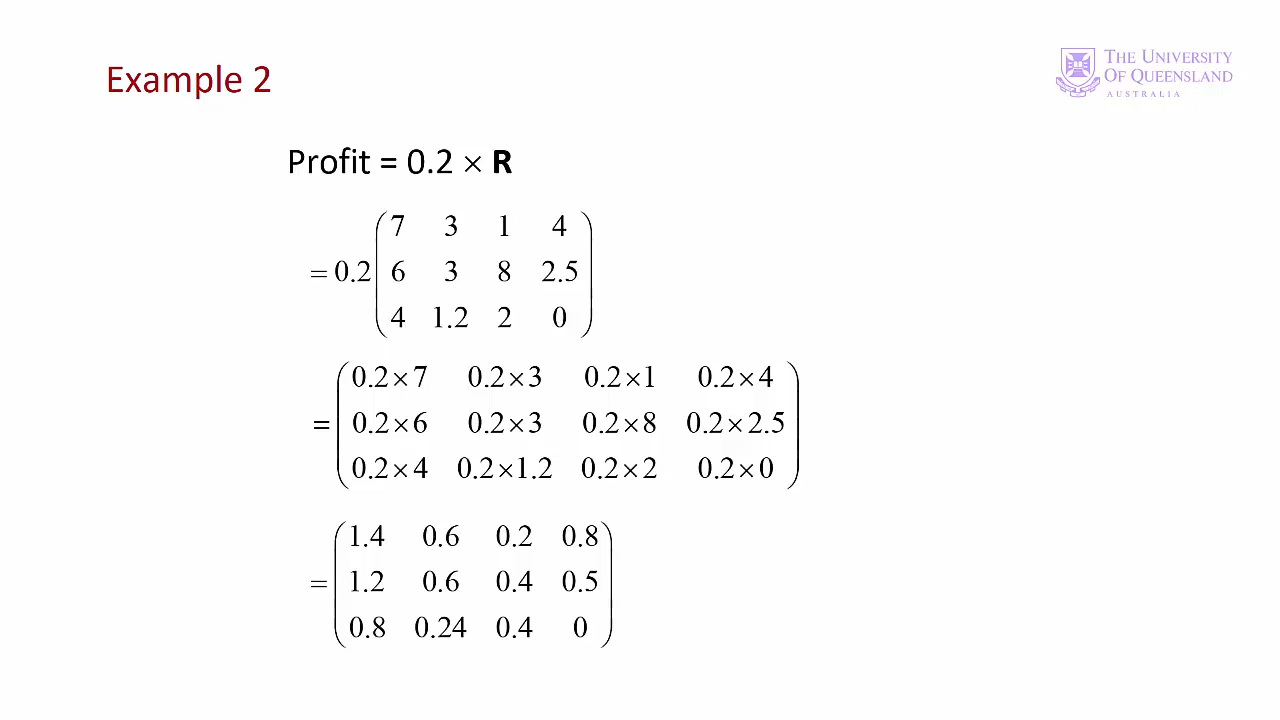 Example 2
THE UNIVERSITY
OF QUEENSLAND
AUSTRALIA
Profit = 0.2 × R
7 3 1 4
= 0.2 6 3 8 2.5
4 1.2 2 0
0.2×7 0.2×3 0.2×1 0.2×4
= 0.2×6 0.2×3 0.2×8 0.2×2.5
0.2×4 0.2×1.2 0.2×2 0.2×0
1.4 0.6 0.2 0.8
= 1.2 0.6 0.4 0.5
0.8 0.24 0.4 0